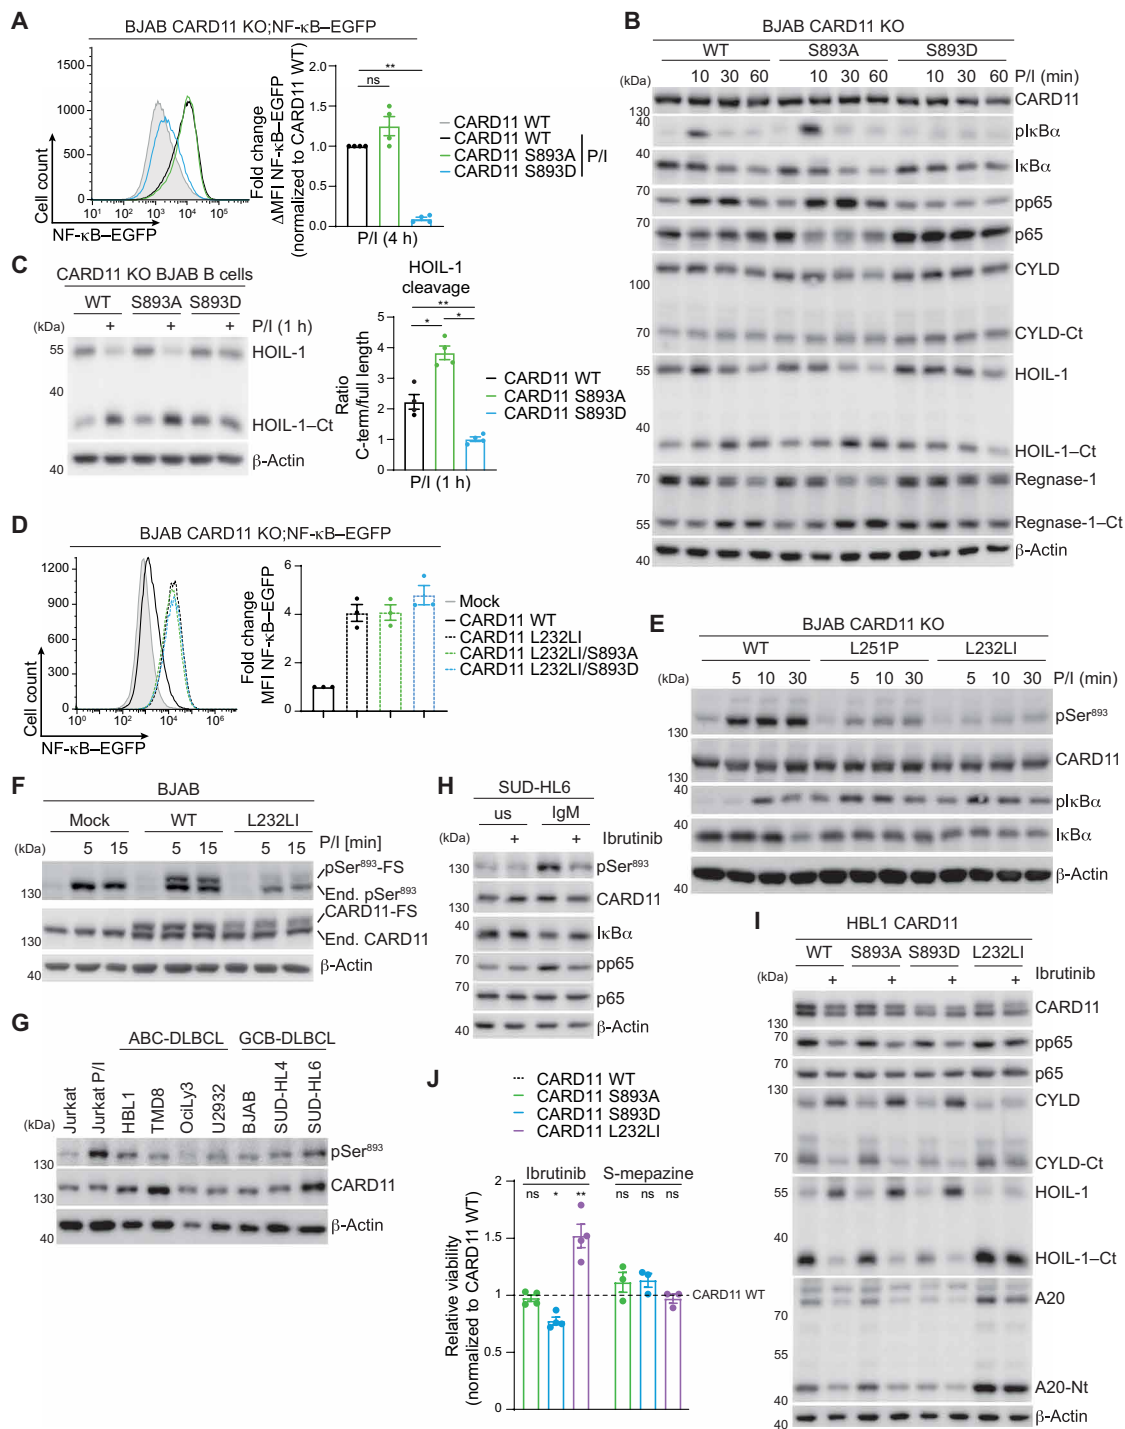 A
BJAB CARD11 KO;NF-κB–EGFP
1500
1000
500
0
10¹ 10² 10³ 10⁴ 10⁵
Cell count
NF-κB–EGFP
Fold change
ΔMFI NF-κB–EGFP
(normalized to CARD11 WT)
2.0
1.5
1.0
0.5
0.0
ns
**
P/I (4 h)
CARD11 WT
CARD11 WT
CARD11 S893A
CARD11 S893D
P/I
B
BJAB CARD11 KO
WT S893A S893D
(kDa) 10 30 60 10 30 60 10 30 60 P/I (min)
130 CARD11
40 pIκBα
40 IκBα
70 pp65
70 p65
100 CYLD
70 CYLD-Ct
55 HOIL-1
40 HOIL-1–Ct
70 Regnase-1
55 Regnase-1–Ct
40 β-Actin
C
CARD11 KO BJAB B cells
WT S893A S893D
(kDa) + + + P/I (1 h)
55 HOIL-1
40
HOIL-1–Ct
40 β-Actin
HOIL-1
cleavage
**
* *
5
4
3
2
1
0
Ratio
C-term/full length
P/I (1 h)
CARD11 WT
CARD11 S893A
CARD11 S893D
D
BJAB CARD11 KO;NF-κB–EGFP
1200
900
600
300
0
10⁰ 10² 10⁴ 10⁶
Cell count
NF-κB–EGFP
Fold change
MFI NF-κB–EGFP
6
4
2
0
Mock
CARD11 WT
CARD11 L232LI
CARD11 L232LI/S893A
CARD11 L232LI/S893D
E
BJAB CARD11 KO
WT L251P L232LI
(kDa) 5 10 30 5 10 30 5 10 30 P/I (min)
130 pSer⁸⁹³
130 CARD11
40 pIκBα
40 IκBα
40 β-Actin
F
BJAB
Mock WT L232LI
(kDa) 5 15 5 15 5 15 P/I [min]
pSer⁸⁹³-FS
130 End. pSer⁸⁹³
CARD11-FS
130 End. CARD11
40 β-Actin
G
ABC-DLBCL GCB-DLBCL
(kDa) Jurkat Jurkat P/I HBL1 TMD8 OciLy3 U2932 BJAB SUD-HL4 SUD-HL6
130 pSer⁸⁹³
130 CARD11
40 β-Actin
H
SUD-HL6
us IgM
(kDa) + + Ibrutinib
130 pSer⁸⁹³
130 CARD11
40 IκBα
70 pp65
70 p65
40 β-Actin
I
HBL1 CARD11
WT S893A S893D L232LI
(kDa) + + + + Ibrutinib
130 CARD11
70 pp65
70 p65
130 CYLD
70 CYLD-Ct
55 HOIL-1
40 HOIL-1–Ct
70 A20
55
40 A20-Nt
40 β-Actin
J
CARD11 WT
CARD11 S893A
CARD11 S893D
CARD11 L232LI
Ibrutinib S-mepazine
ns * ** ns ns ns
2
1.5
1
0.5
0
Relative viability
(normalized to CARD11 WT)
CARD11 WT